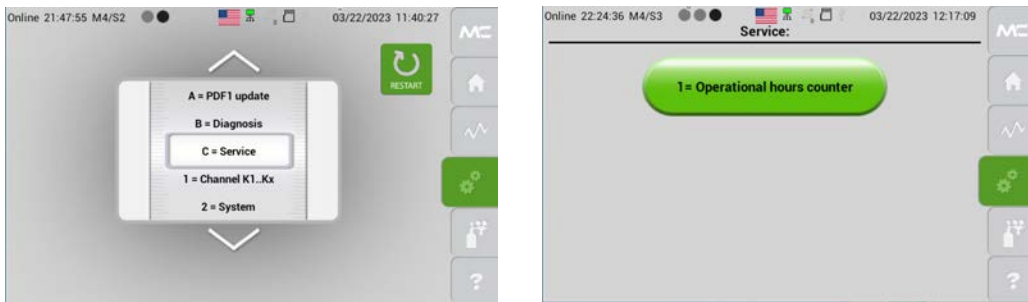 Online 21:47:55 M4/S2 03/22/2023 11:40:27
MC
RESTART
A = PDF1 update
B = Diagnosis
C = Service
1 = Channel K1..Kx
2 = System
?
Online 22:24:36 M4/S3 03/22/2023 12:17:09
Service:
MC
1= Operational hours counter
?